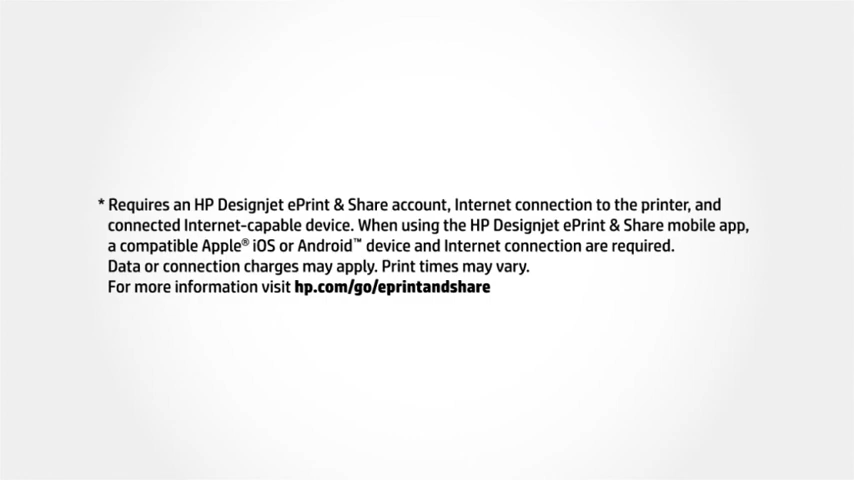 * Requires an HP Designjet ePrint & Share account, Internet connection to the printer, and
connected Internet-capable device. When using the HP Designjet ePrint & Share mobile app,
a compatible Apple® iOS or Android™ device and Internet connection are required.
Data or connection charges may apply. Print times may vary.
For more information visit hp.com/go/eprintandshare